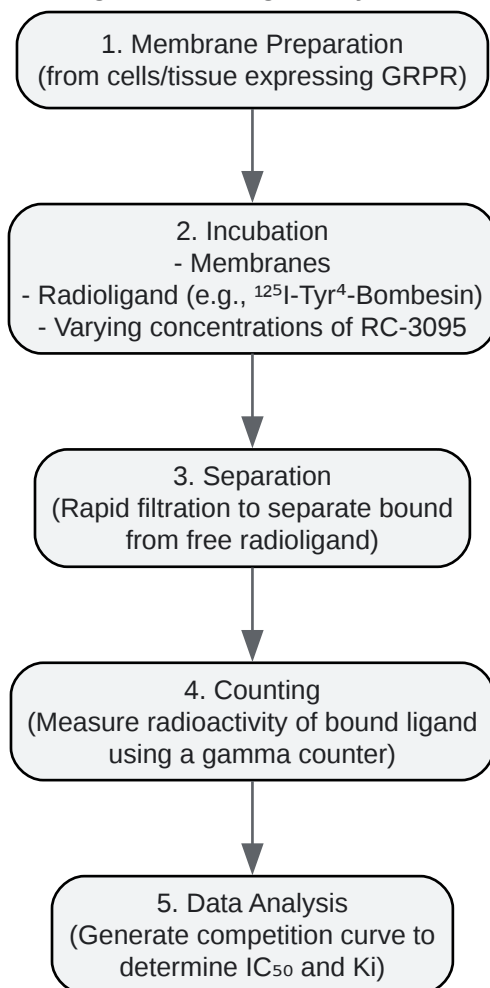 1. Membrane Preparation
(from cells/tissue expressing GRPR)
2. Incubation
- Membranes
- Radioligand (e.g., ¹²⁵I-Tyr⁴-Bombesin)
- Varying concentrations of RC-3095
3. Separation
(Rapid filtration to separate bound
from free radioligand)
4. Counting
(Measure radioactivity of bound ligand
using a gamma counter)
5. Data Analysis
(Generate competition curve to
determine IC₅₀ and Ki)